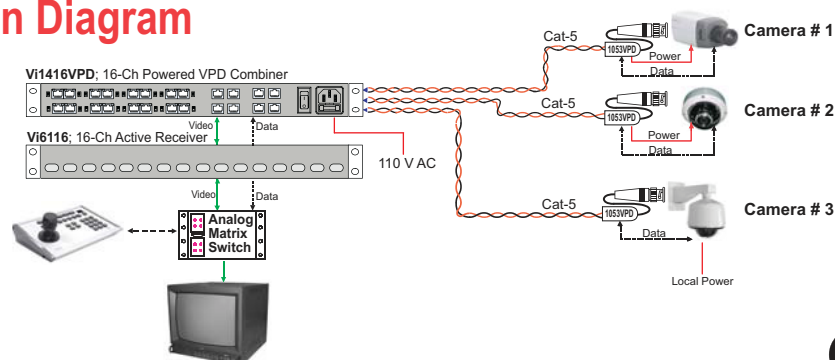 n Diagram
Vi1416VPD; 16-Ch Powered VPD Combiner
Video
Data
Vi6116; 16-Ch Active Receiver
110 V AC
Video
Data
Analog
Matrix
Switch
Cat-5
1053VPD
Power
Data
Camera # 1
Cat-5
1053VPD
Power
Data
Camera # 2
Cat-5
1053VPD
Data
Camera # 3
Local Power